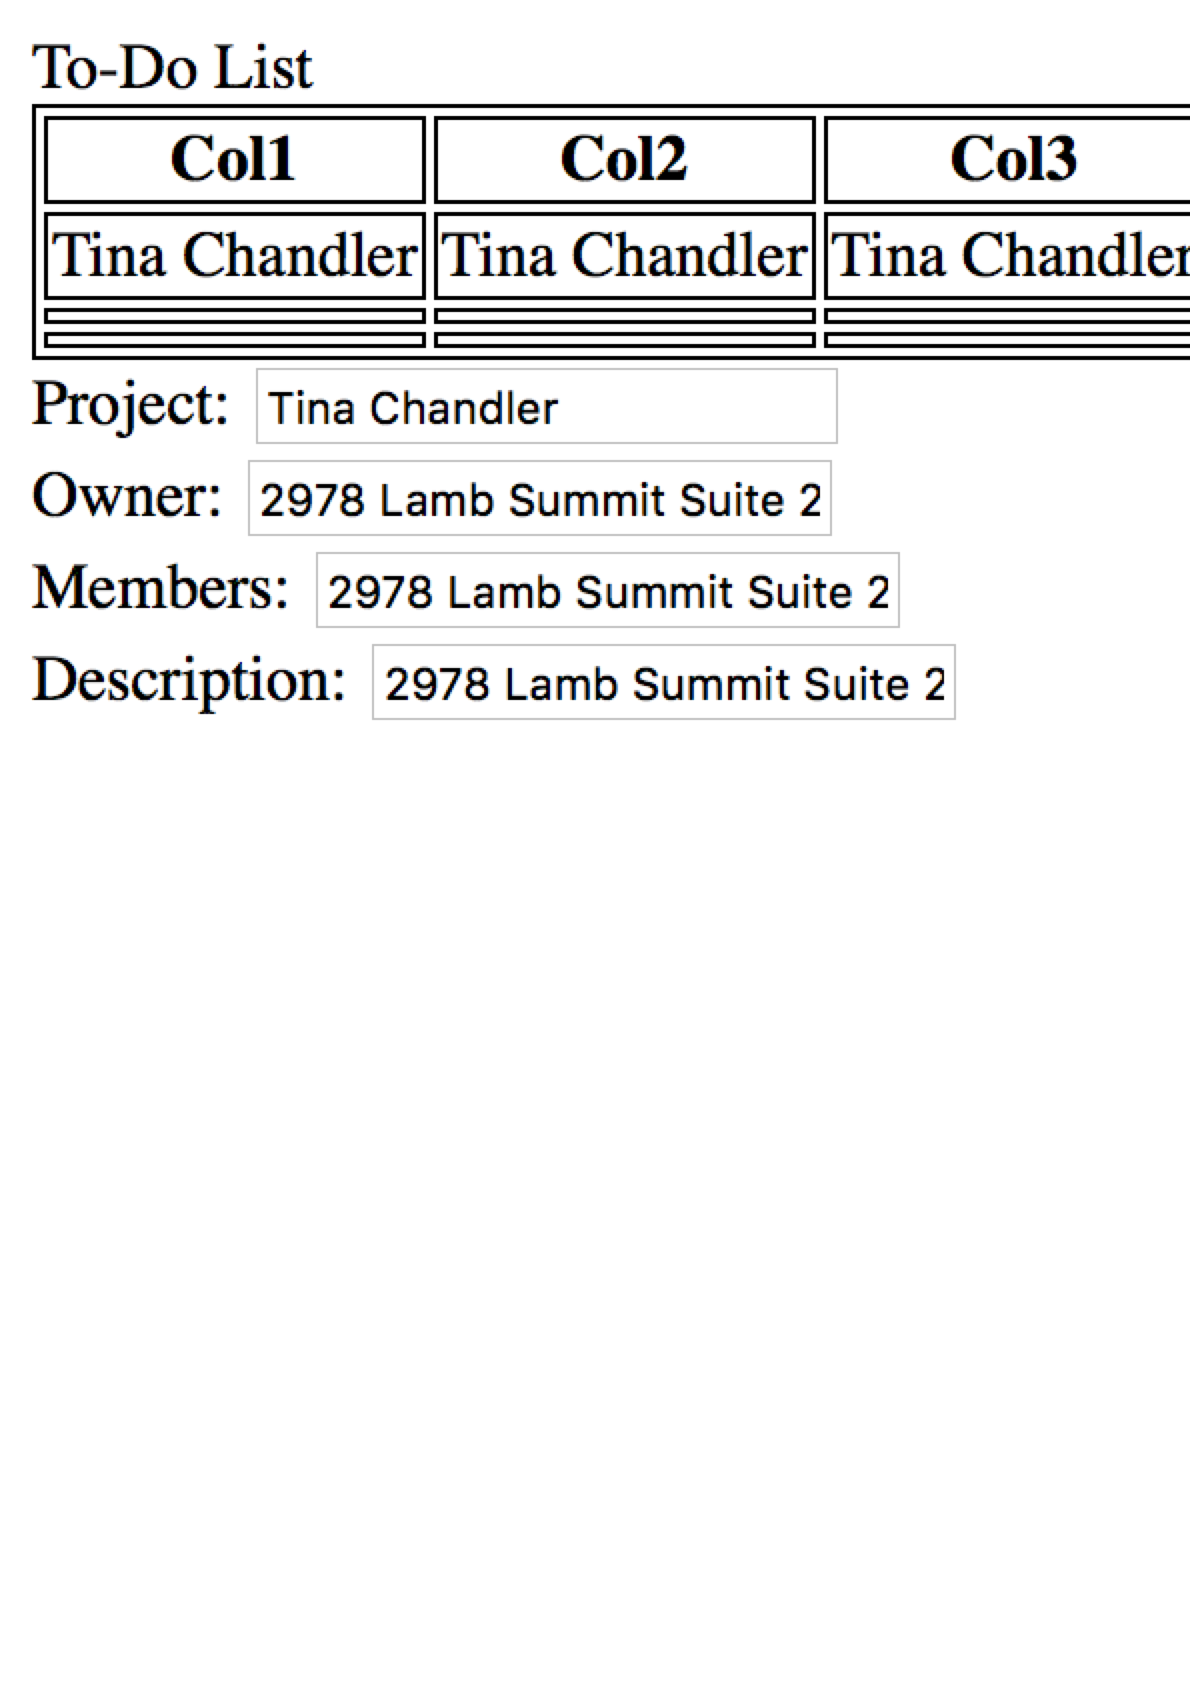 To-Do List
Col1 Col2 Col3
Tina Chandler Tina Chandler Tina Chandler
Project: Tina Chandler
Owner: 2978 Lamb Summit Suite 2
Members: 2978 Lamb Summit Suite 2
Description: 2978 Lamb Summit Suite 2